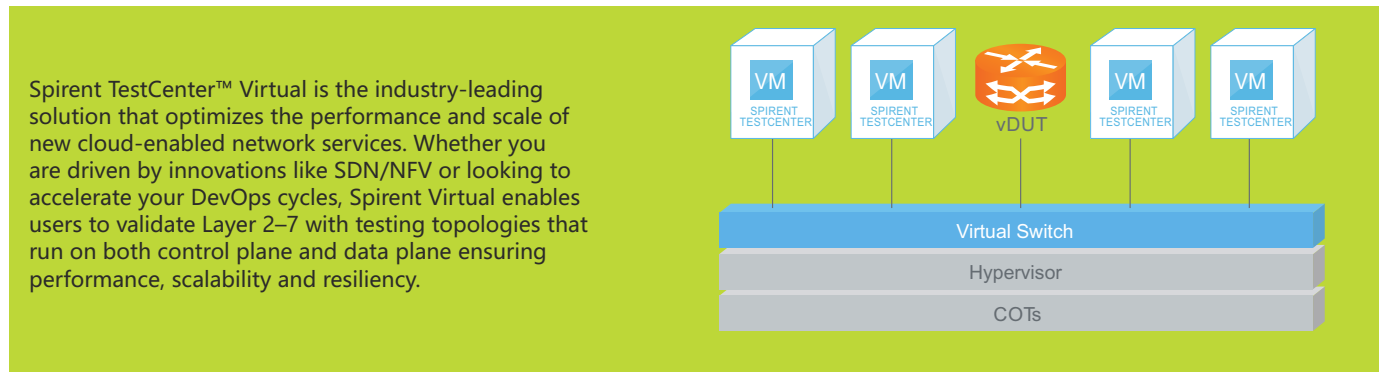 Spirent TestCenter™ Virtual is the industry-leading
solution that optimizes the performance and scale of
new cloud-enabled network services. Whether you
are driven by innovations like SDN/NFV or looking to
accelerate your DevOps cycles, Spirent Virtual enables
users to validate Layer 2–7 with testing topologies that
run on both control plane and data plane ensuring
performance, scalability and resiliency.
VM
SPIRENT
TESTCENTER
VM
SPIRENT
TESTCENTER
vDUT
VM
SPIRENT
TESTCENTER
VM
SPIRENT
TESTCENTER
Virtual Switch
Hypervisor
COTs